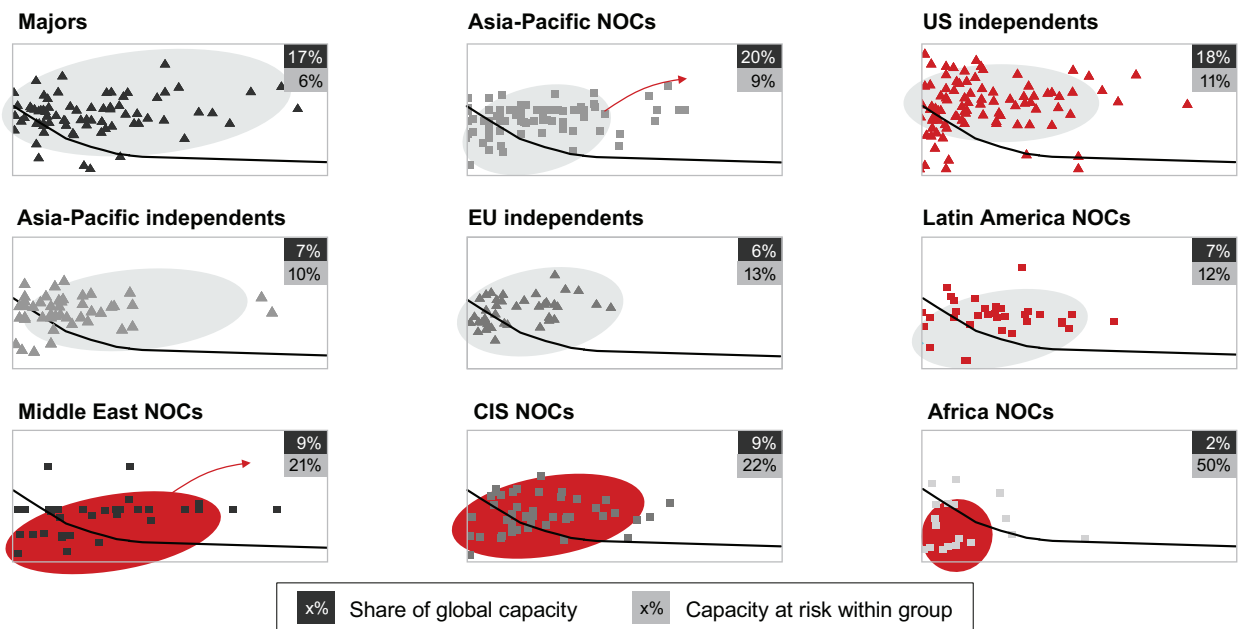 Majors
17%
6%
Asia-Pacific NOCs
20%
9%
US independents
18%
11%
Asia-Pacific independents
7%
10%
EU independents
6%
13%
Latin America NOCs
7%
12%
Middle East NOCs
9%
21%
CIS NOCs
9%
22%
Africa NOCs
2%
50%
x% Share of global capacity
x% Capacity at risk within group